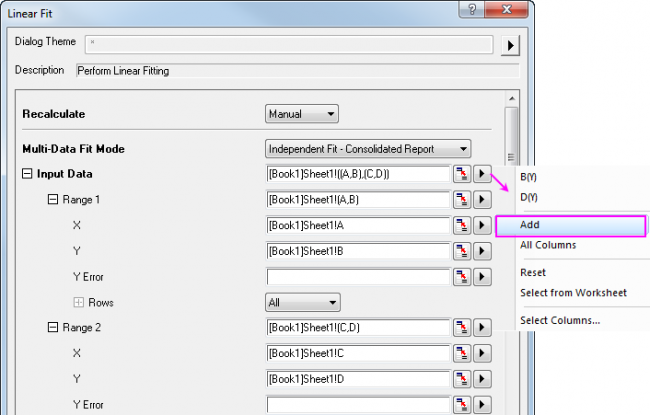 Linear Fit
Dialog Theme *
Description Perform Linear Fitting
Recalculate Manual
Multi-Data Fit Mode Independent Fit - Consolidated Report
Input Data [Book1]Sheet1!((A,B),(C,D))
Range 1 [Book1]Sheet1!(A,B)
X [Book1]Sheet1!A
Y [Book1]Sheet1!B
Y Error
Rows All
Range 2 [Book1]Sheet1!(C,D)
X [Book1]Sheet1!C
Y [Book1]Sheet1!D
Y Error
B(Y)
D(Y)
Add
All Columns
Reset
Select from Worksheet
Select Columns...